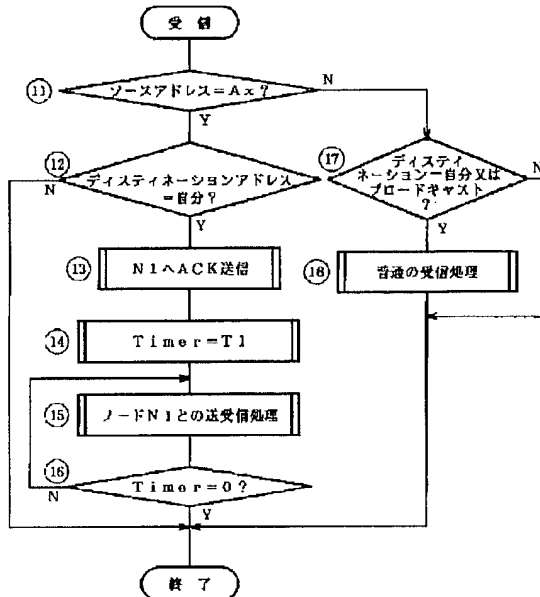 受 信
⑪
ソースアドレス=Ax?
N
Y
⑫
ディスティネーションアドレス
=自分?
N
Y
⑰
ディスティ
ネーション=自分又は
ブロードキャスト
?
N
Y
⑬
N1へACK送信
⑱
普通の受信処理
⑭
Timer=T1
⑮
ノードN1との送受信処理
⑯
Timer=0?
N
Y
終 了